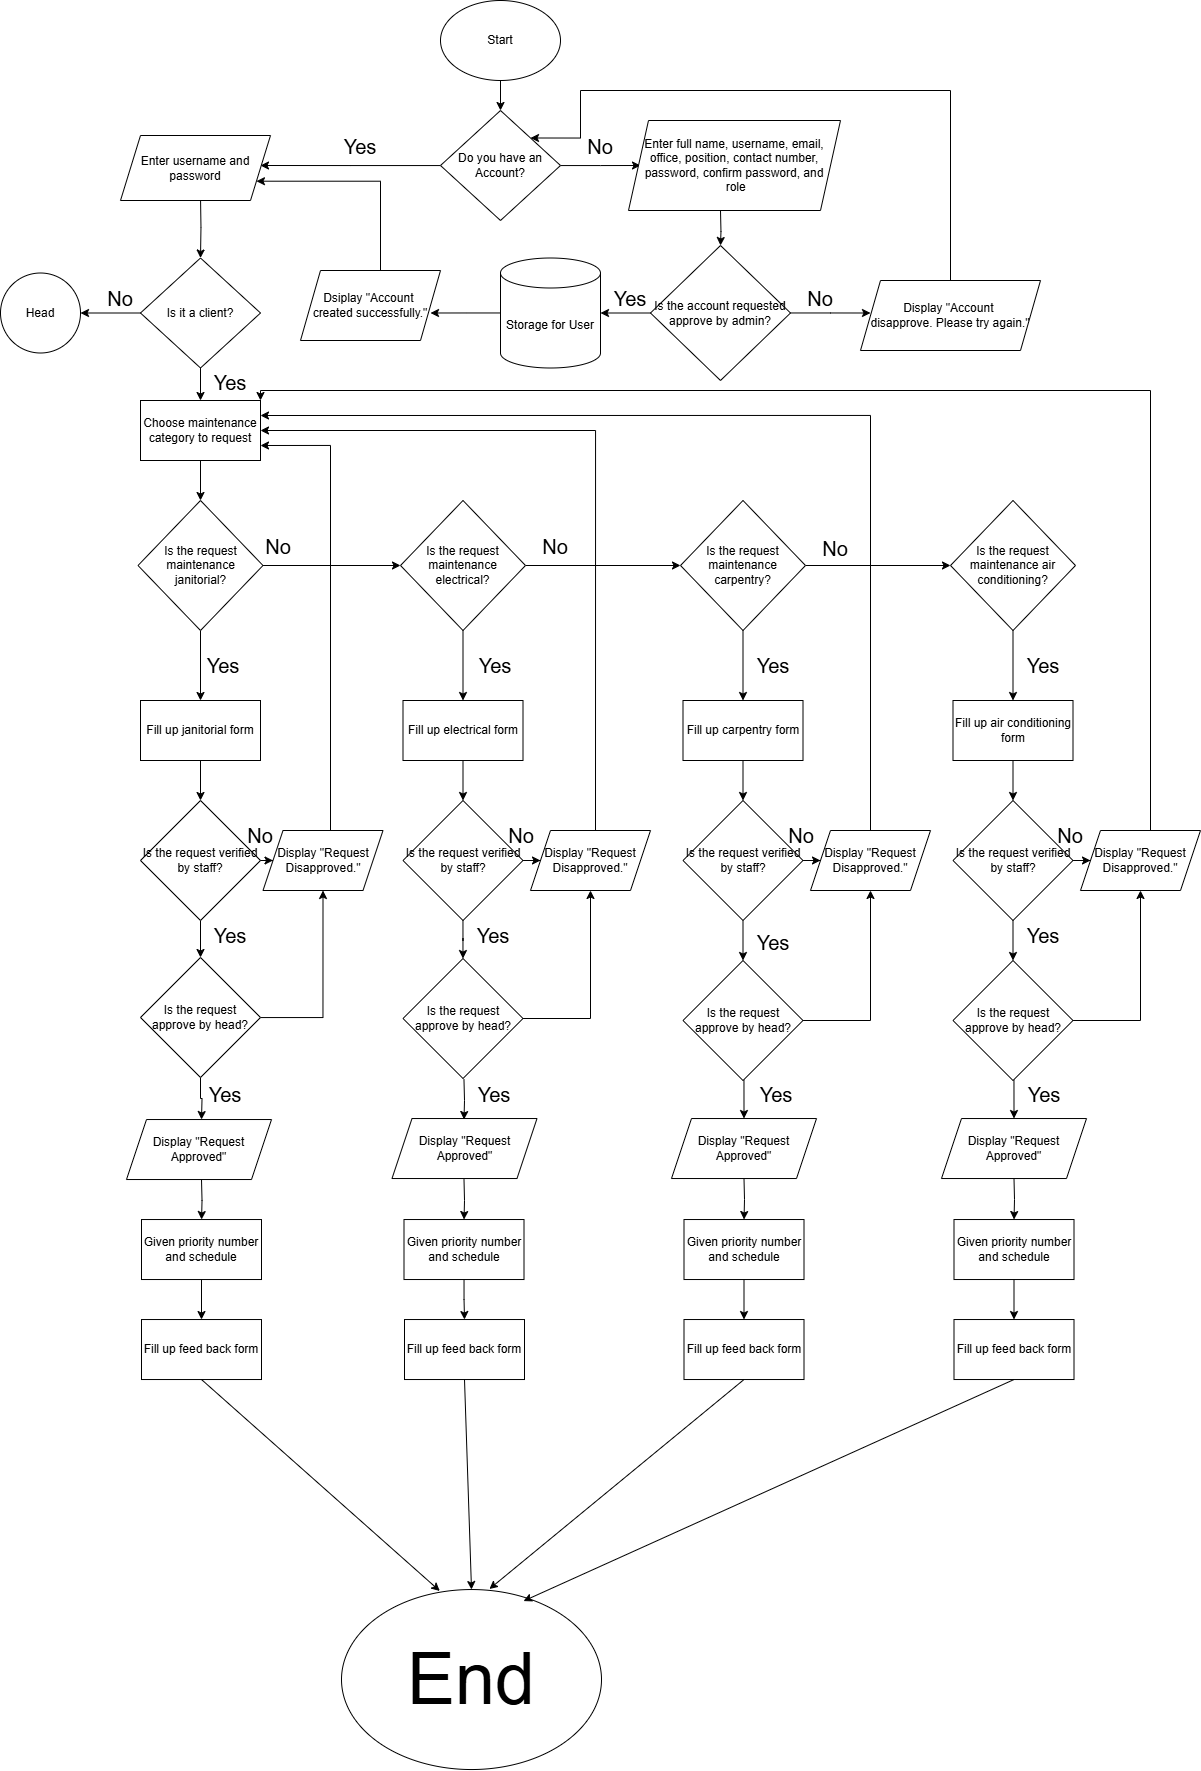 Start
Do you have an
Account?
Yes
No
Enter username and
password
Enter full name, username, email,
office, position, contact number,
password, confirm password, and
role
Is it a client?
No
Head
Dsiplay "Account
created successfully."
Storage for User
Yes
Is the account requested
approve by admin?
No
Display "Account
disapprove. Please try again."
Yes
Choose maintenance
category to request
Is the request
maintenance
janitorial?
No
Is the request
maintenance
electrical?
No
Is the request
maintenance
carpentry?
No
Is the request
maintenance air
conditioning?
Yes
Yes
Yes
Yes
Fill up janitorial form
Fill up electrical form
Fill up carpentry form
Fill up air conditioning
form
Is the request verified
by staff?
No
Display "Request
Disapproved."
Is the request verified
by staff?
No
Display "Request
Disapproved."
Is the request verified
by staff?
No
Display "Request
Disapproved."
Is the request verified
by staff?
No
Display "Request
Disapproved."
Yes
Yes
Yes
Yes
Is the request
approve by head?
Is the request
approve by head?
Is the request
approve by head?
Is the request
approve by head?
Yes
Yes
Yes
Yes
Display "Request
Approved"
Display "Request
Approved"
Display "Request
Approved"
Display "Request
Approved"
Given priority number
and schedule
Given priority number
and schedule
Given priority number
and schedule
Given priority number
and schedule
Fill up feed back form
Fill up feed back form
Fill up feed back form
Fill up feed back form
End